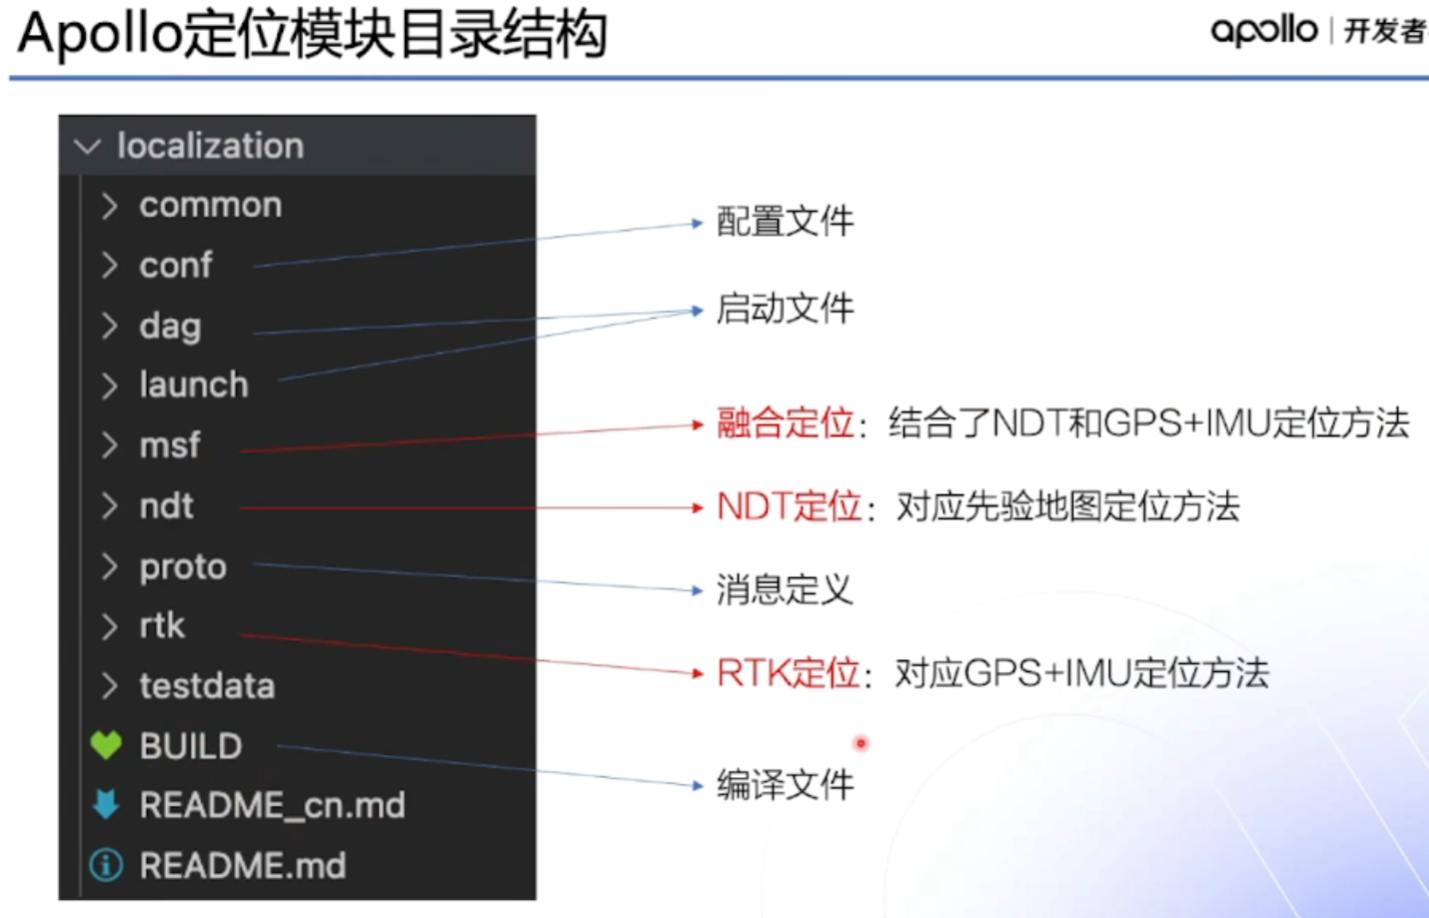 Apollo定位模块目录结构
apollo | 开发者
localization
common
conf
dag
launch
msf
ndt
proto
rtk
testdata
BUILD
README_cn.md
README.md
配置文件
启动文件
融合定位：结合了NDT和GPS+IMU定位方法
NDT定位：对应先验地图定位方法
消息定义
RTK定位：对应GPS+IMU定位方法
编译文件